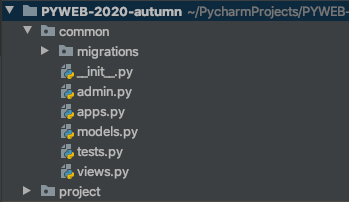 PYWEB-2020-autumn ~/PycharmProjects/PYWEB-
common
migrations
__init__.py
admin.py
apps.py
models.py
tests.py
views.py
project